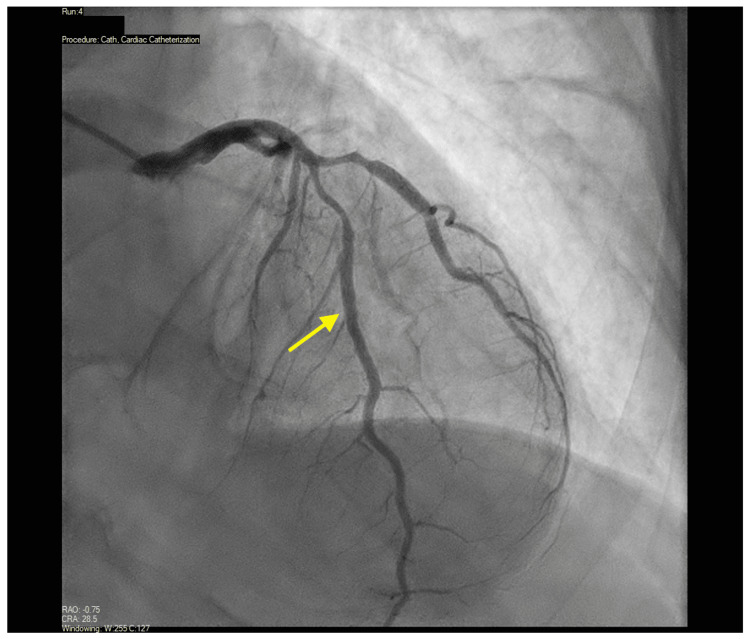 Run:4
Procedure: Cath, Cardiac Catheterization
RAO: -0.75
CRA: 28.5
Windowing: W:255 C:127